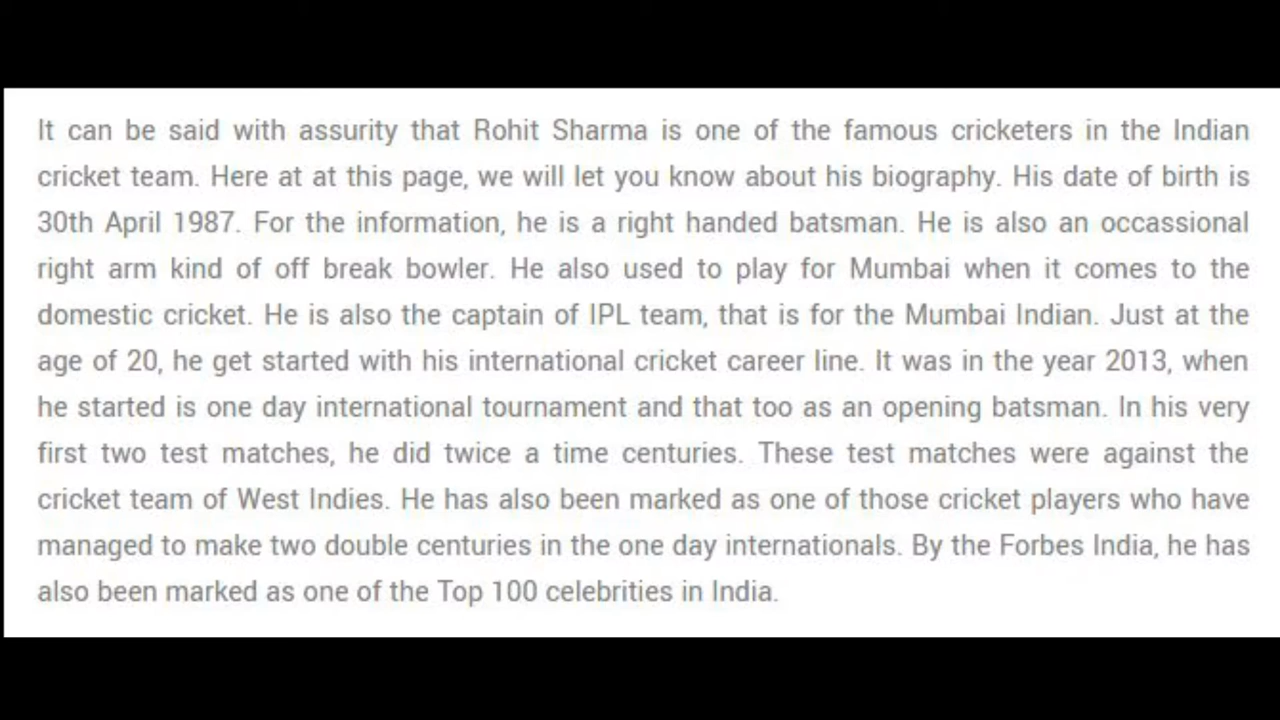 It can be said with assurity that Rohit Sharma is one of the famous cricketers in the Indian
cricket team. Here at at this page, we will let you know about his biography. His date of birth is
30th April 1987. For the information, he is a right handed batsman. He is also an occassional
right arm kind of off break bowler. He also used to play for Mumbai when it comes to the
domestic cricket. He is also the captain of IPL team, that is for the Mumbai Indian. Just at the
age of 20, he get started with his international cricket career line. It was in the year 2013, when
he started is one day international tournament and that too as an opening batsman. In his very
first two test matches, he did twice a time centuries. These test matches were against the
cricket team of West Indies. He has also been marked as one of those cricket players who have
managed to make two double centuries in the one day internationals. By the Forbes India, he has
also been marked as one of the Top 100 celebrities in India.